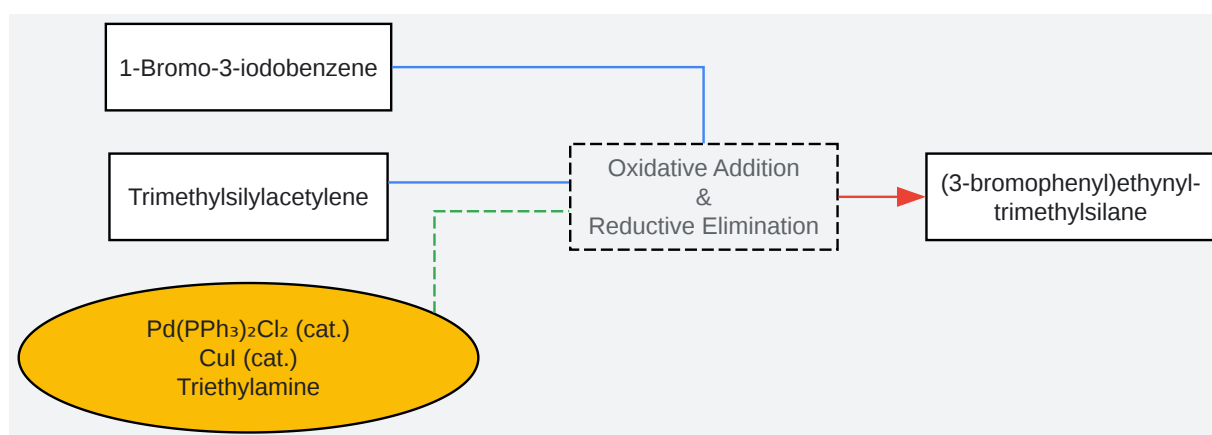 1-Bromo-3-iodobenzene
Trimethylsilylacetylene
Oxidative Addition
&
Reductive Elimination
(3-bromophenyl)ethynyl-
trimethylsilane
Pd(PPh₃)₂Cl₂ (cat.)
CuI (cat.)
Triethylamine